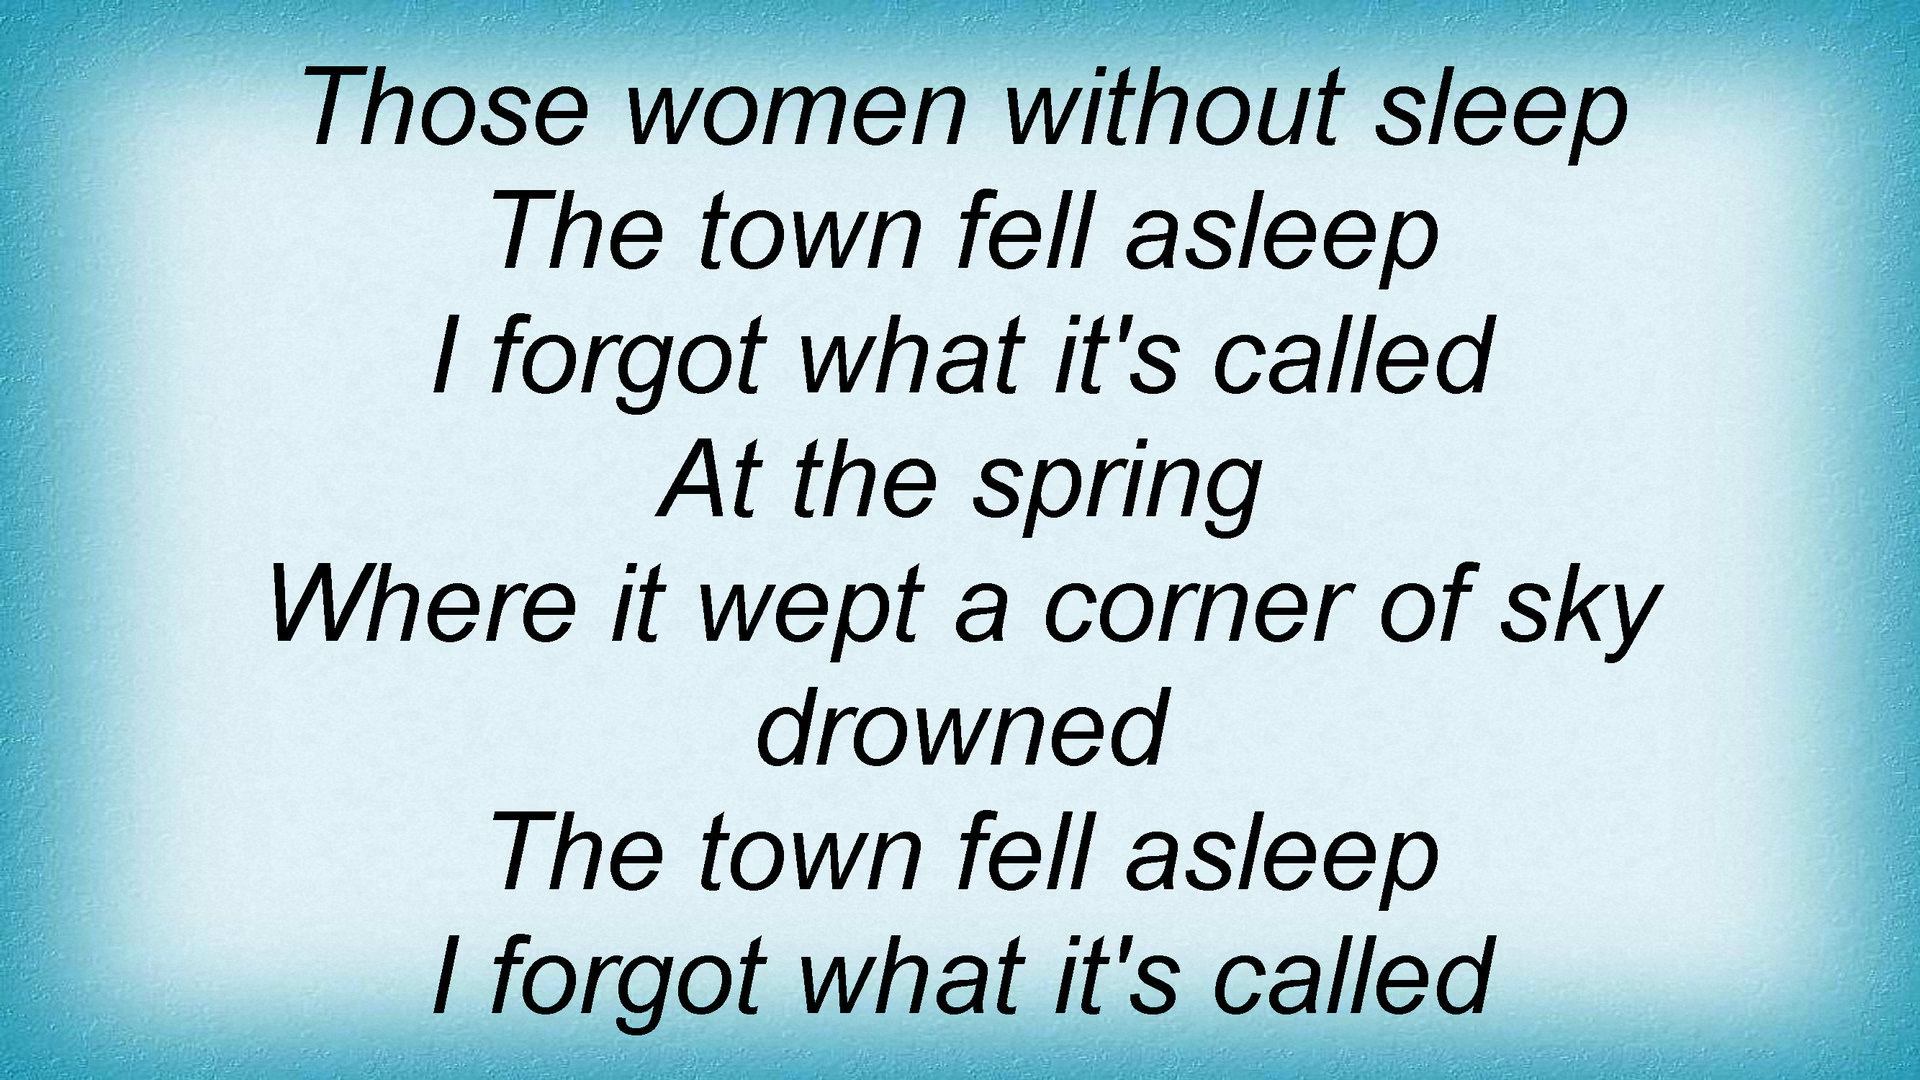 Those women without sleep
The town fell asleep
I forgot what it's called
At the spring
Where it wept a corner of sky
drowned
The town fell asleep
I forgot what it's called